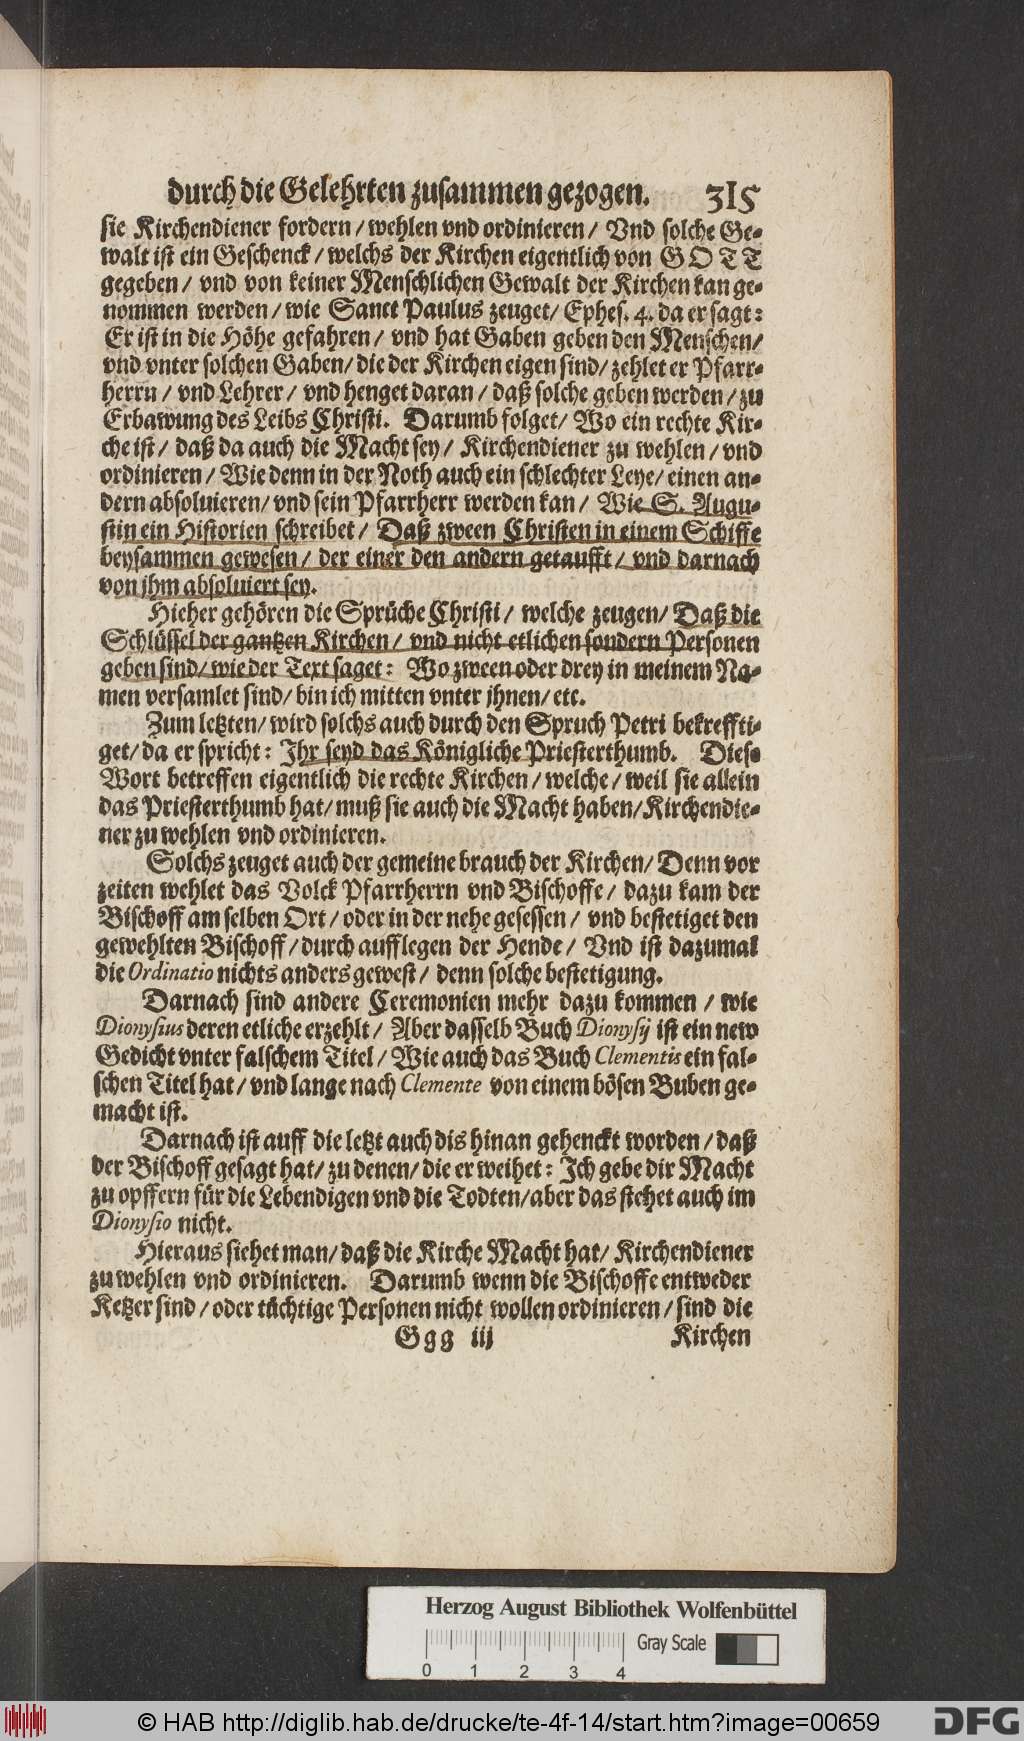 durch die Gelehrten zusammen gezogen. 315
sie Kirchendiener fordern / wehlen vnd ordinieren / Vnd solche Ge-
walt ist ein Geschenck / welchs der Kirchen eigentlich von GOTT
gegeben / vnd von keiner Menschlichen Gewalt der Kirchen kan ge-
nommen werden / wie Sanct Paulus zeuget / Ephes. 4. da er sagt:
Er ist in die Höhe gefahren / vnd hat Gaben geben den Menschen /
vnd vnter solchen Gaben / die der Kirchen eigen sind / zehlet er Pfarr-
herrn / vnd Lehrer / vnd henget daran / daß solche geben werden / zu
Erbawung des Leibs Christi. Darumb folget / Wo ein rechte Kir-
che ist / daß da auch die Macht sey / Kirchendiener zu wehlen / vnd
ordinieren / Wie denn in der Noth auch ein schlechter Leye / einen an-
dern absoluieren / vnd sein Pfarrherr werden kan / Wie S. Augu-
stin ein Historien schreibet / Daß zween Christen in einem Schiffe
beysammen gewesen / der einer den andern getaufft / vnd darnach
von jhm absoluiert sey.
Hieher gehören die Sprüche Christi / welche zeugen / Daß die
Schlüssel der gantzen Kirchen / vnd nicht etlichen sondern Personen
geben sind / wie der Text saget: Wo zween oder drey in meinem Na-
men versamlet sind / bin ich mitten vnter jhnen / etc.
Zum letzten / wird solchs auch durch den Spruch Petri bekreffti-
get / da er spricht: Jhr seyd das Königliche Priesterthumb. Diese
Wort betreffen eigentlich die rechte Kirchen / welche / weil sie allein
das Priesterthumb hat / muß sie auch die Macht haben / Kirchendie-
ner zu wehlen vnd ordinieren.
Solchs zeuget auch der gemeine brauch der Kirchen / Denn vor
zeiten wehlet das Volck Pfarrherrn vnd Bischoffe / dazu kam der
Bischoff am selben Ort / oder in der nehe gesessen / vnd bestetiget den
gewehlten Bischoff / durch aufflegen der Hende / Vnd ist dazumal
die Ordinatio nichts anders gewest / denn solche bestetigung.
Darnach sind andere Ceremonien mehr dazu kommen / wie
Dionysius deren etliche erzehlt / Aber dasselb Buch Dionysij ist ein new
Gedicht vnter falschem Titel / Wie auch das Buch Clementis ein fal-
schen Titel hat / vnd lange nach Clemente von einem bösen Buben ge-
macht ist.
Darnach ist auff die letzt auch dis hinan gehenckt worden / daß
der Bischoff gesagt hat / zu denen / die er weihet: Jch gebe dir Macht
zu opffern für die Lebendigen vnd die Todten / aber das stehet auch im
Dionysio nicht.
Hieraus siehet man / daß die Kirche Macht hat / Kirchendiener
zu wehlen vnd ordinieren. Darumb wenn die Bischoffe entweder
Ketzer sind / oder tüchtige Personen nicht wollen ordinieren / sind die
Ggg iij Kirchen
Herzog August Bibliothek Wolfenbüttel
Gray Scale
0 1 2 3 4
© HAB http://diglib.hab.de/drucke/te-4f-14/start.htm?image=00659
DFG